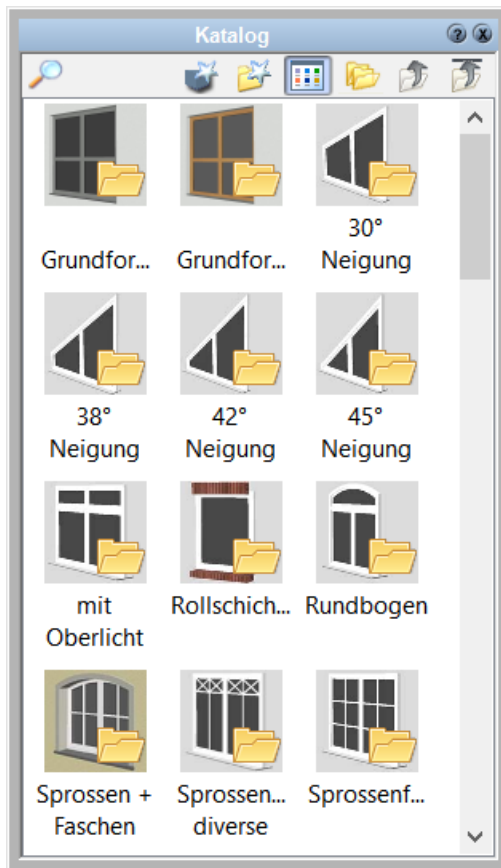 Katalog
Grundfor... Grundfor... 30°
Neigung
38°
Neigung
42°
Neigung
45°
Neigung
mit
Oberlicht
Rollschich... Rundbogen
Sprossen +
Faschen
Sprossen...
diverse
Sprossenf...